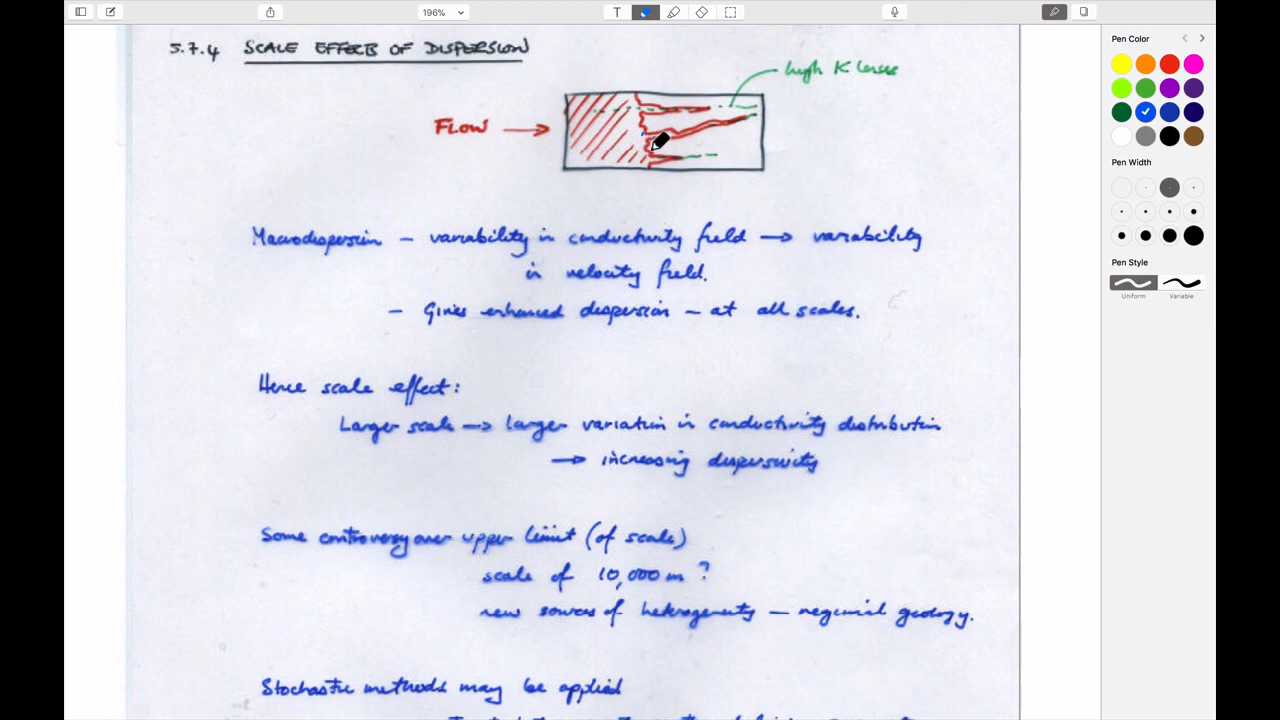 196%
T
5.7.4 SCALE EFFECTS OF DISPERSION
high K lenses
FLOW →
Macrodispersion – variability in conductivity field → variability
in velocity field.
– Gives enhanced dispersion – at all scales.
Hence scale effect:
Larger scale → larger variation in conductivity distribution
→ increasing dispersivity
Some controversy over upper limit (of scale)
scale of 10,000 m ?
new sources of heterogeneity – regional geology.
Stochastic methods may be applied
Pen Color
Pen Width
Pen Style
Uniform
Variable